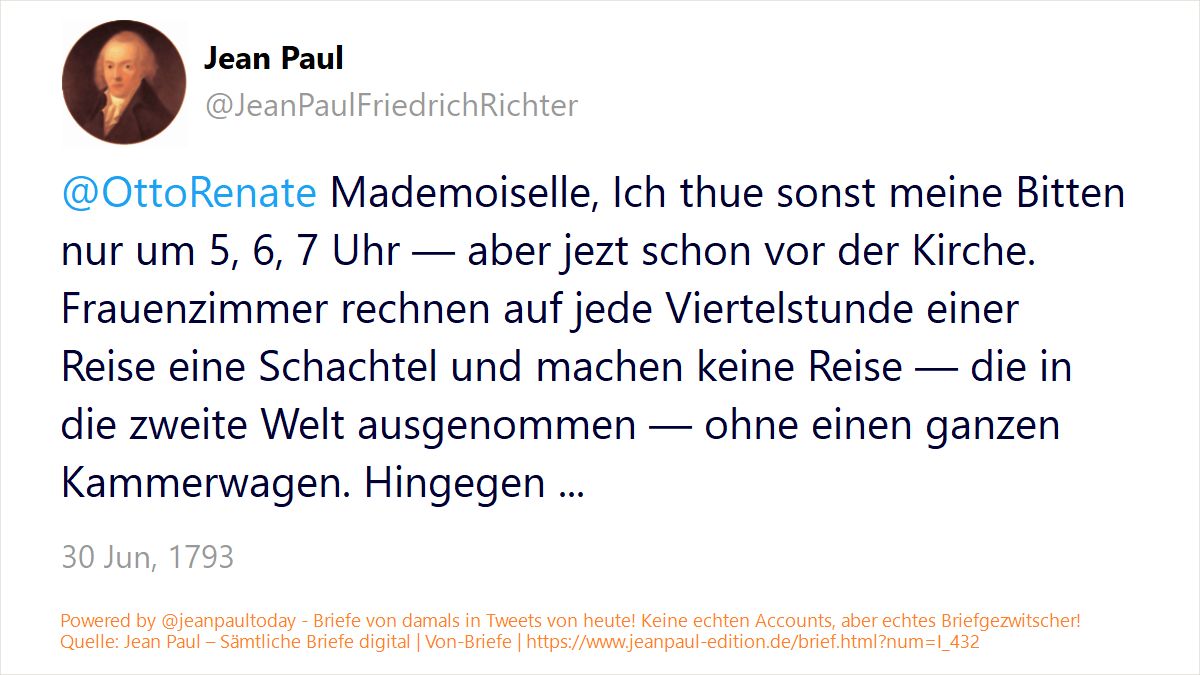 Jean Paul
@JeanPaulFriedrichRichter
@OttoRenate Mademoiselle, Ich thue sonst meine Bitten
nur um 5, 6, 7 Uhr — aber jezt schon vor der Kirche.
Frauenzimmer rechnen auf jede Viertelstunde einer
Reise eine Schachtel und machen keine Reise — die in
die zweite Welt ausgenommen — ohne einen ganzen
Kammerwagen. Hingegen ...
30 Jun, 1793
Powered by @jeanpaultoday - Briefe von damals in Tweets von heute! Keine echten Accounts, aber echtes Briefgezwitscher!
Quelle: Jean Paul – Sämtliche Briefe digital | Von-Briefe | https://www.jeanpaul-edition.de/brief.html?num=I_432